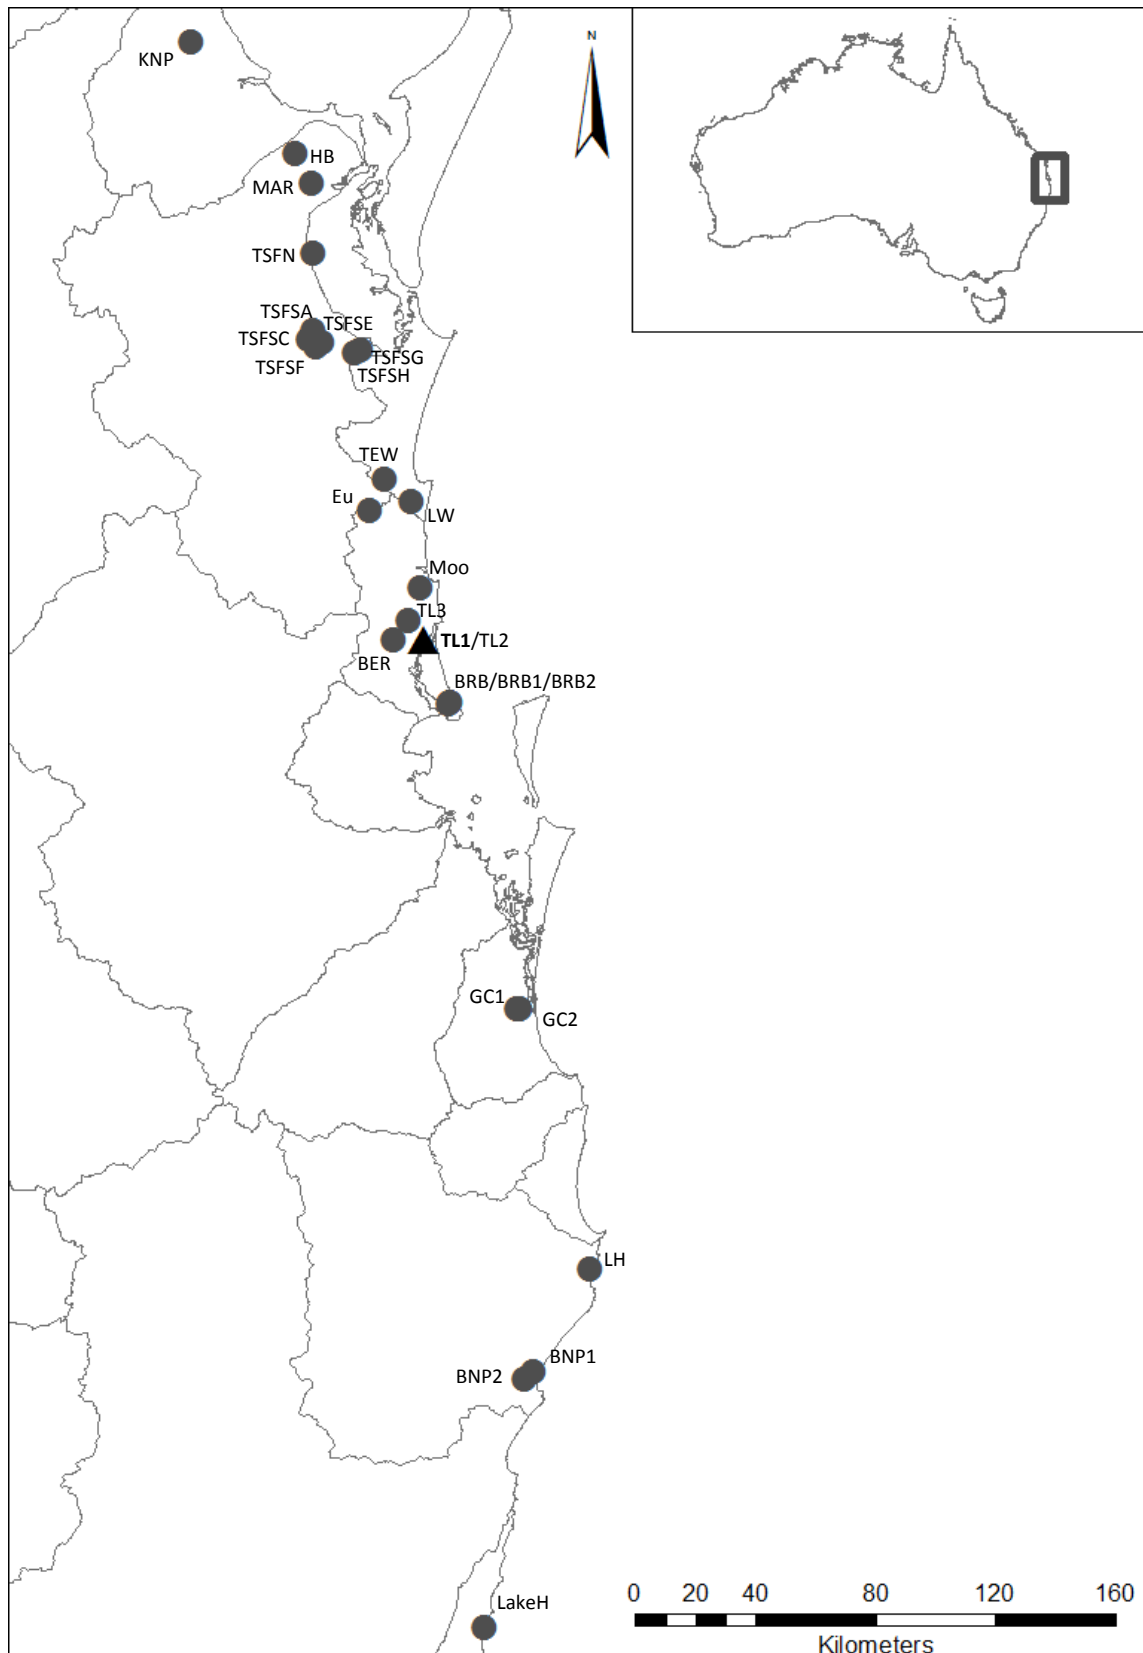 N
KNP
HB
MAR
TSFN
TSFSA
TSFSE
TSFSC
TSFSF
TSFSG
TSFSH
TEW
Eu
LW
Moo
TL3
TL1/TL2
BER
BRB/BRB1/BRB2
GC1
GC2
LH
BNP1
BNP2
LakeH
0 20 40 80 120 160
Kilometers